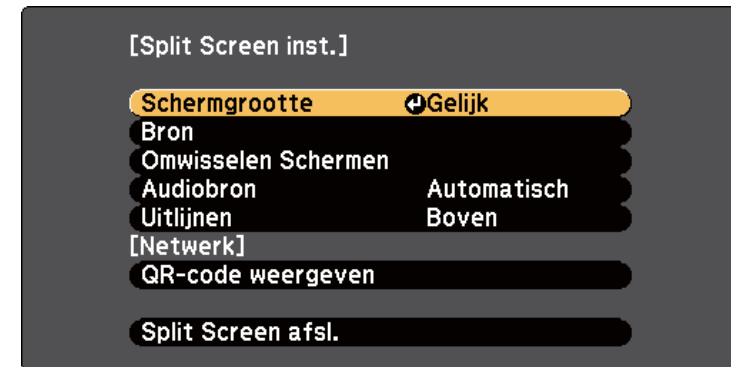 [Split Screen inst.]
Schermgrootte Gelijk
Bron
Omwisselen Schermen
Audiobron Automatisch
Uitlijnen Boven
[Netwerk]
QR-code weergeven
Split Screen afsl.